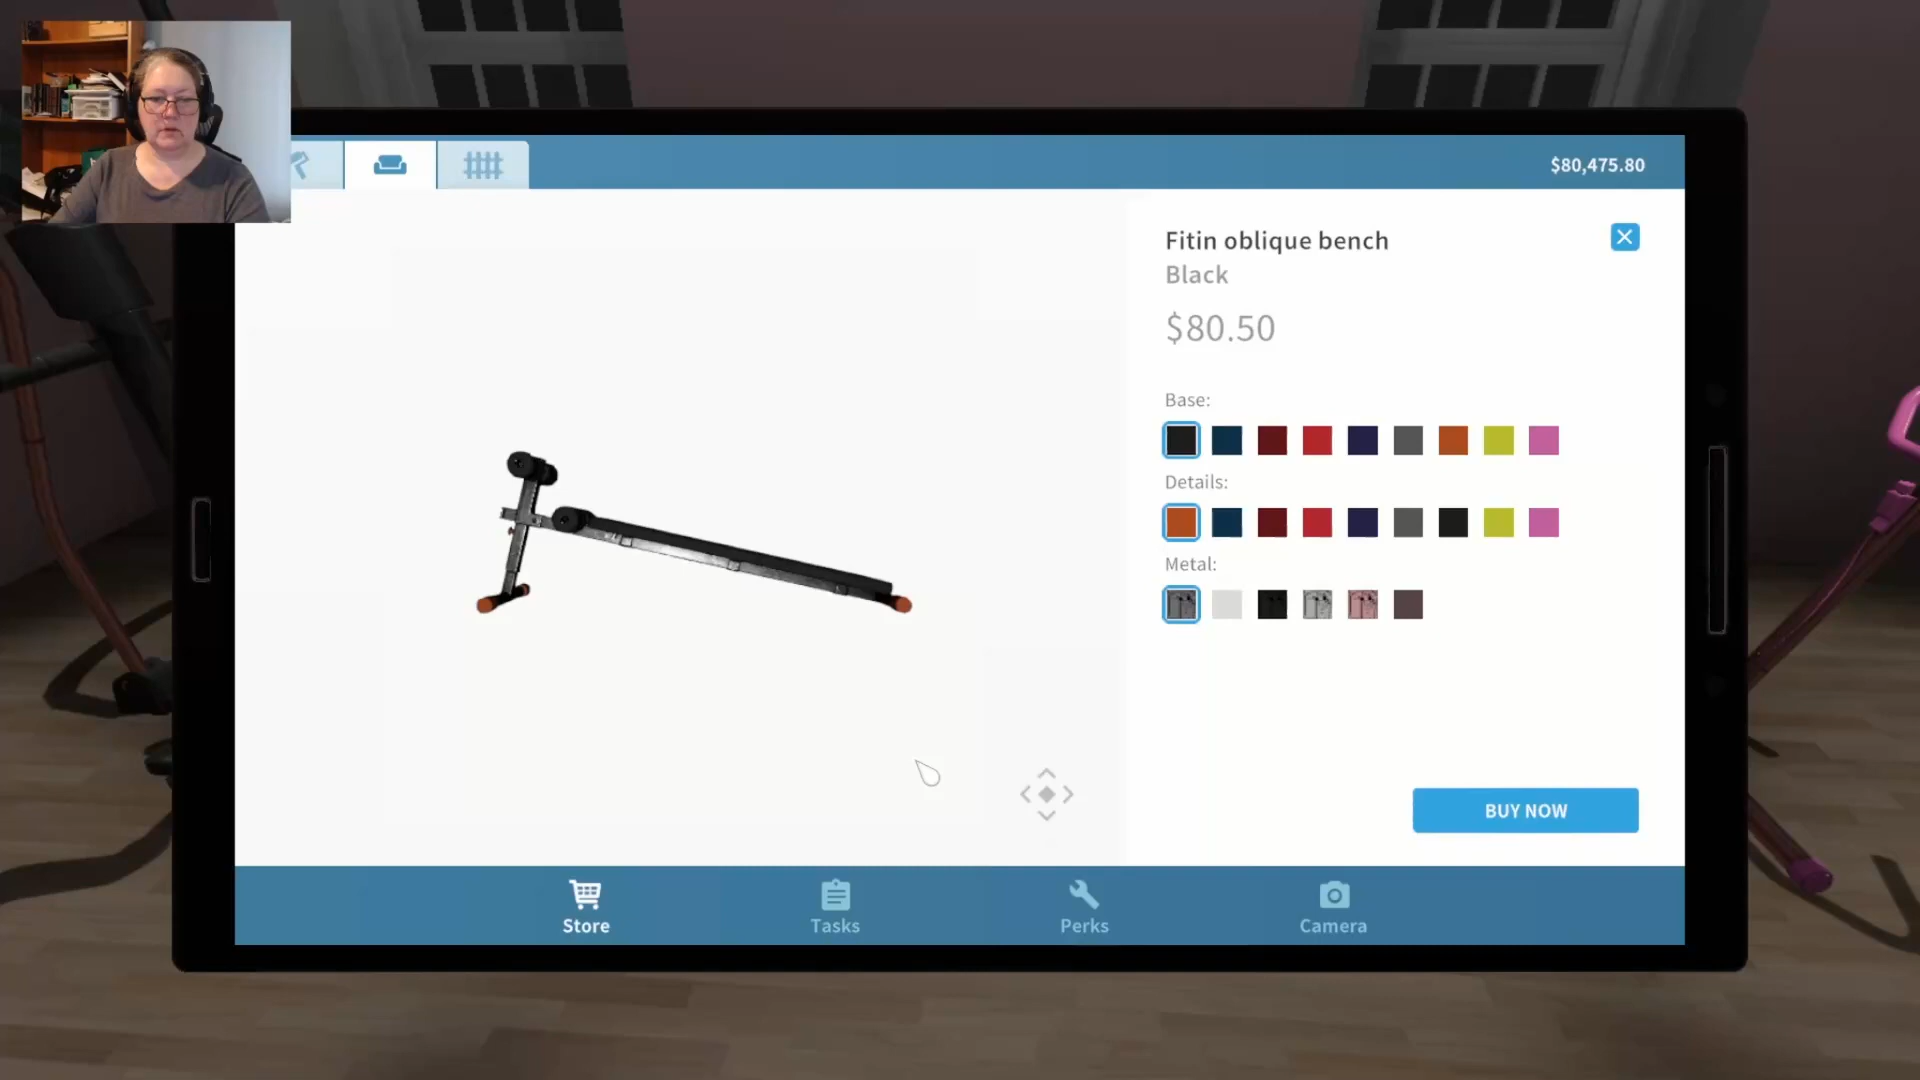 $80,475.80
Fitin oblique bench
Black
$80.50
Base:
Details:
Metal:
BUY NOW
Store
Tasks
Perks
Camera